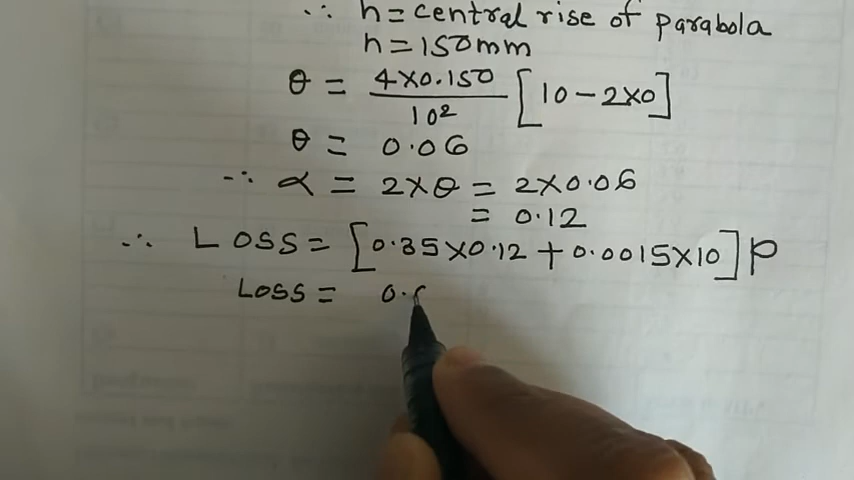 ∴ h = central rise of parabola
h = 150mm
θ = 4×0.150 / 10² [10 - 2×0]
θ = 0.06
∴ α = 2×θ = 2×0.06
= 0.12
∴ Loss = [0.35×0.12 + 0.0015×10] P
Loss = 0.